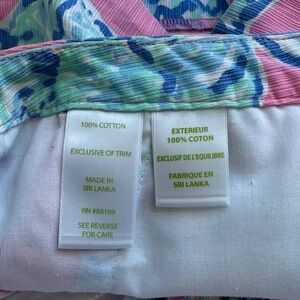 100% COTTON
EXCLUSIVE OF TRIM
MADE IN
SRI LANKA
RN #88189
SEE REVERSE
FOR CARE
EXTERIEUR
100% COTON
EXCLUSIF DE L'EQUILIBRE
FABRIQUE EN
SRI LANKA